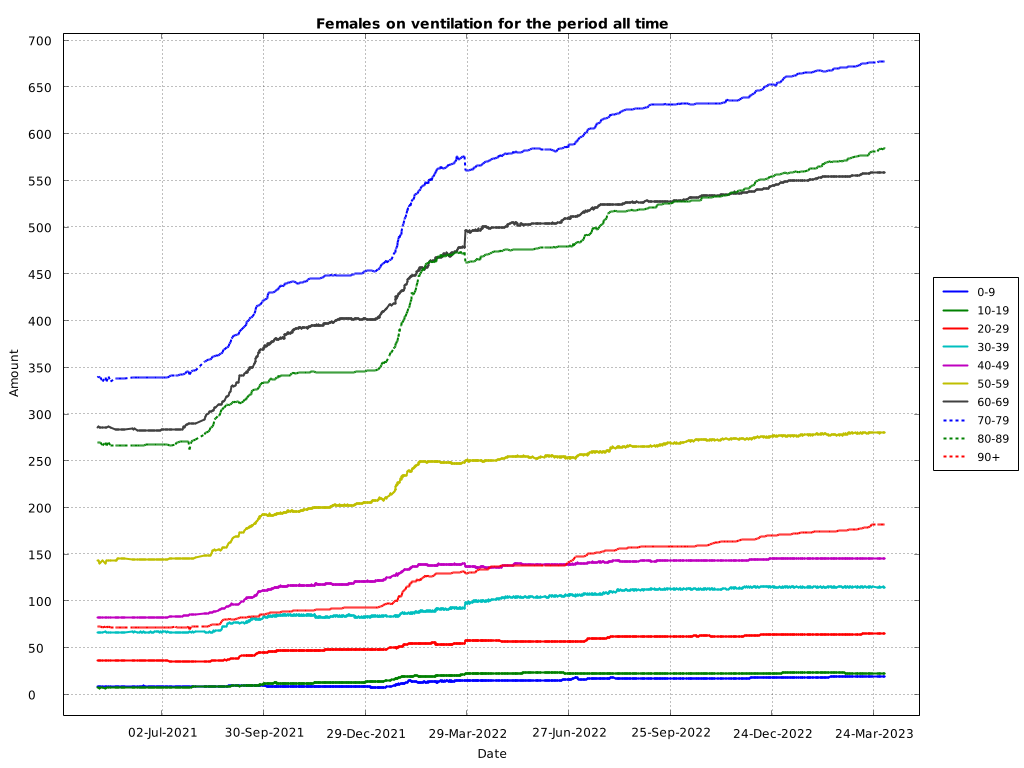 Females on ventilation for the period all time
700
650
600
550
500
450
400
350
300
250
200
150
100
50
0
Amount
02-Jul-2021
30-Sep-2021
29-Dec-2021
29-Mar-2022
27-Jun-2022
25-Sep-2022
24-Dec-2022
24-Mar-2023
Date
0-9
10-19
20-29
30-39
40-49
50-59
60-69
70-79
80-89
90+